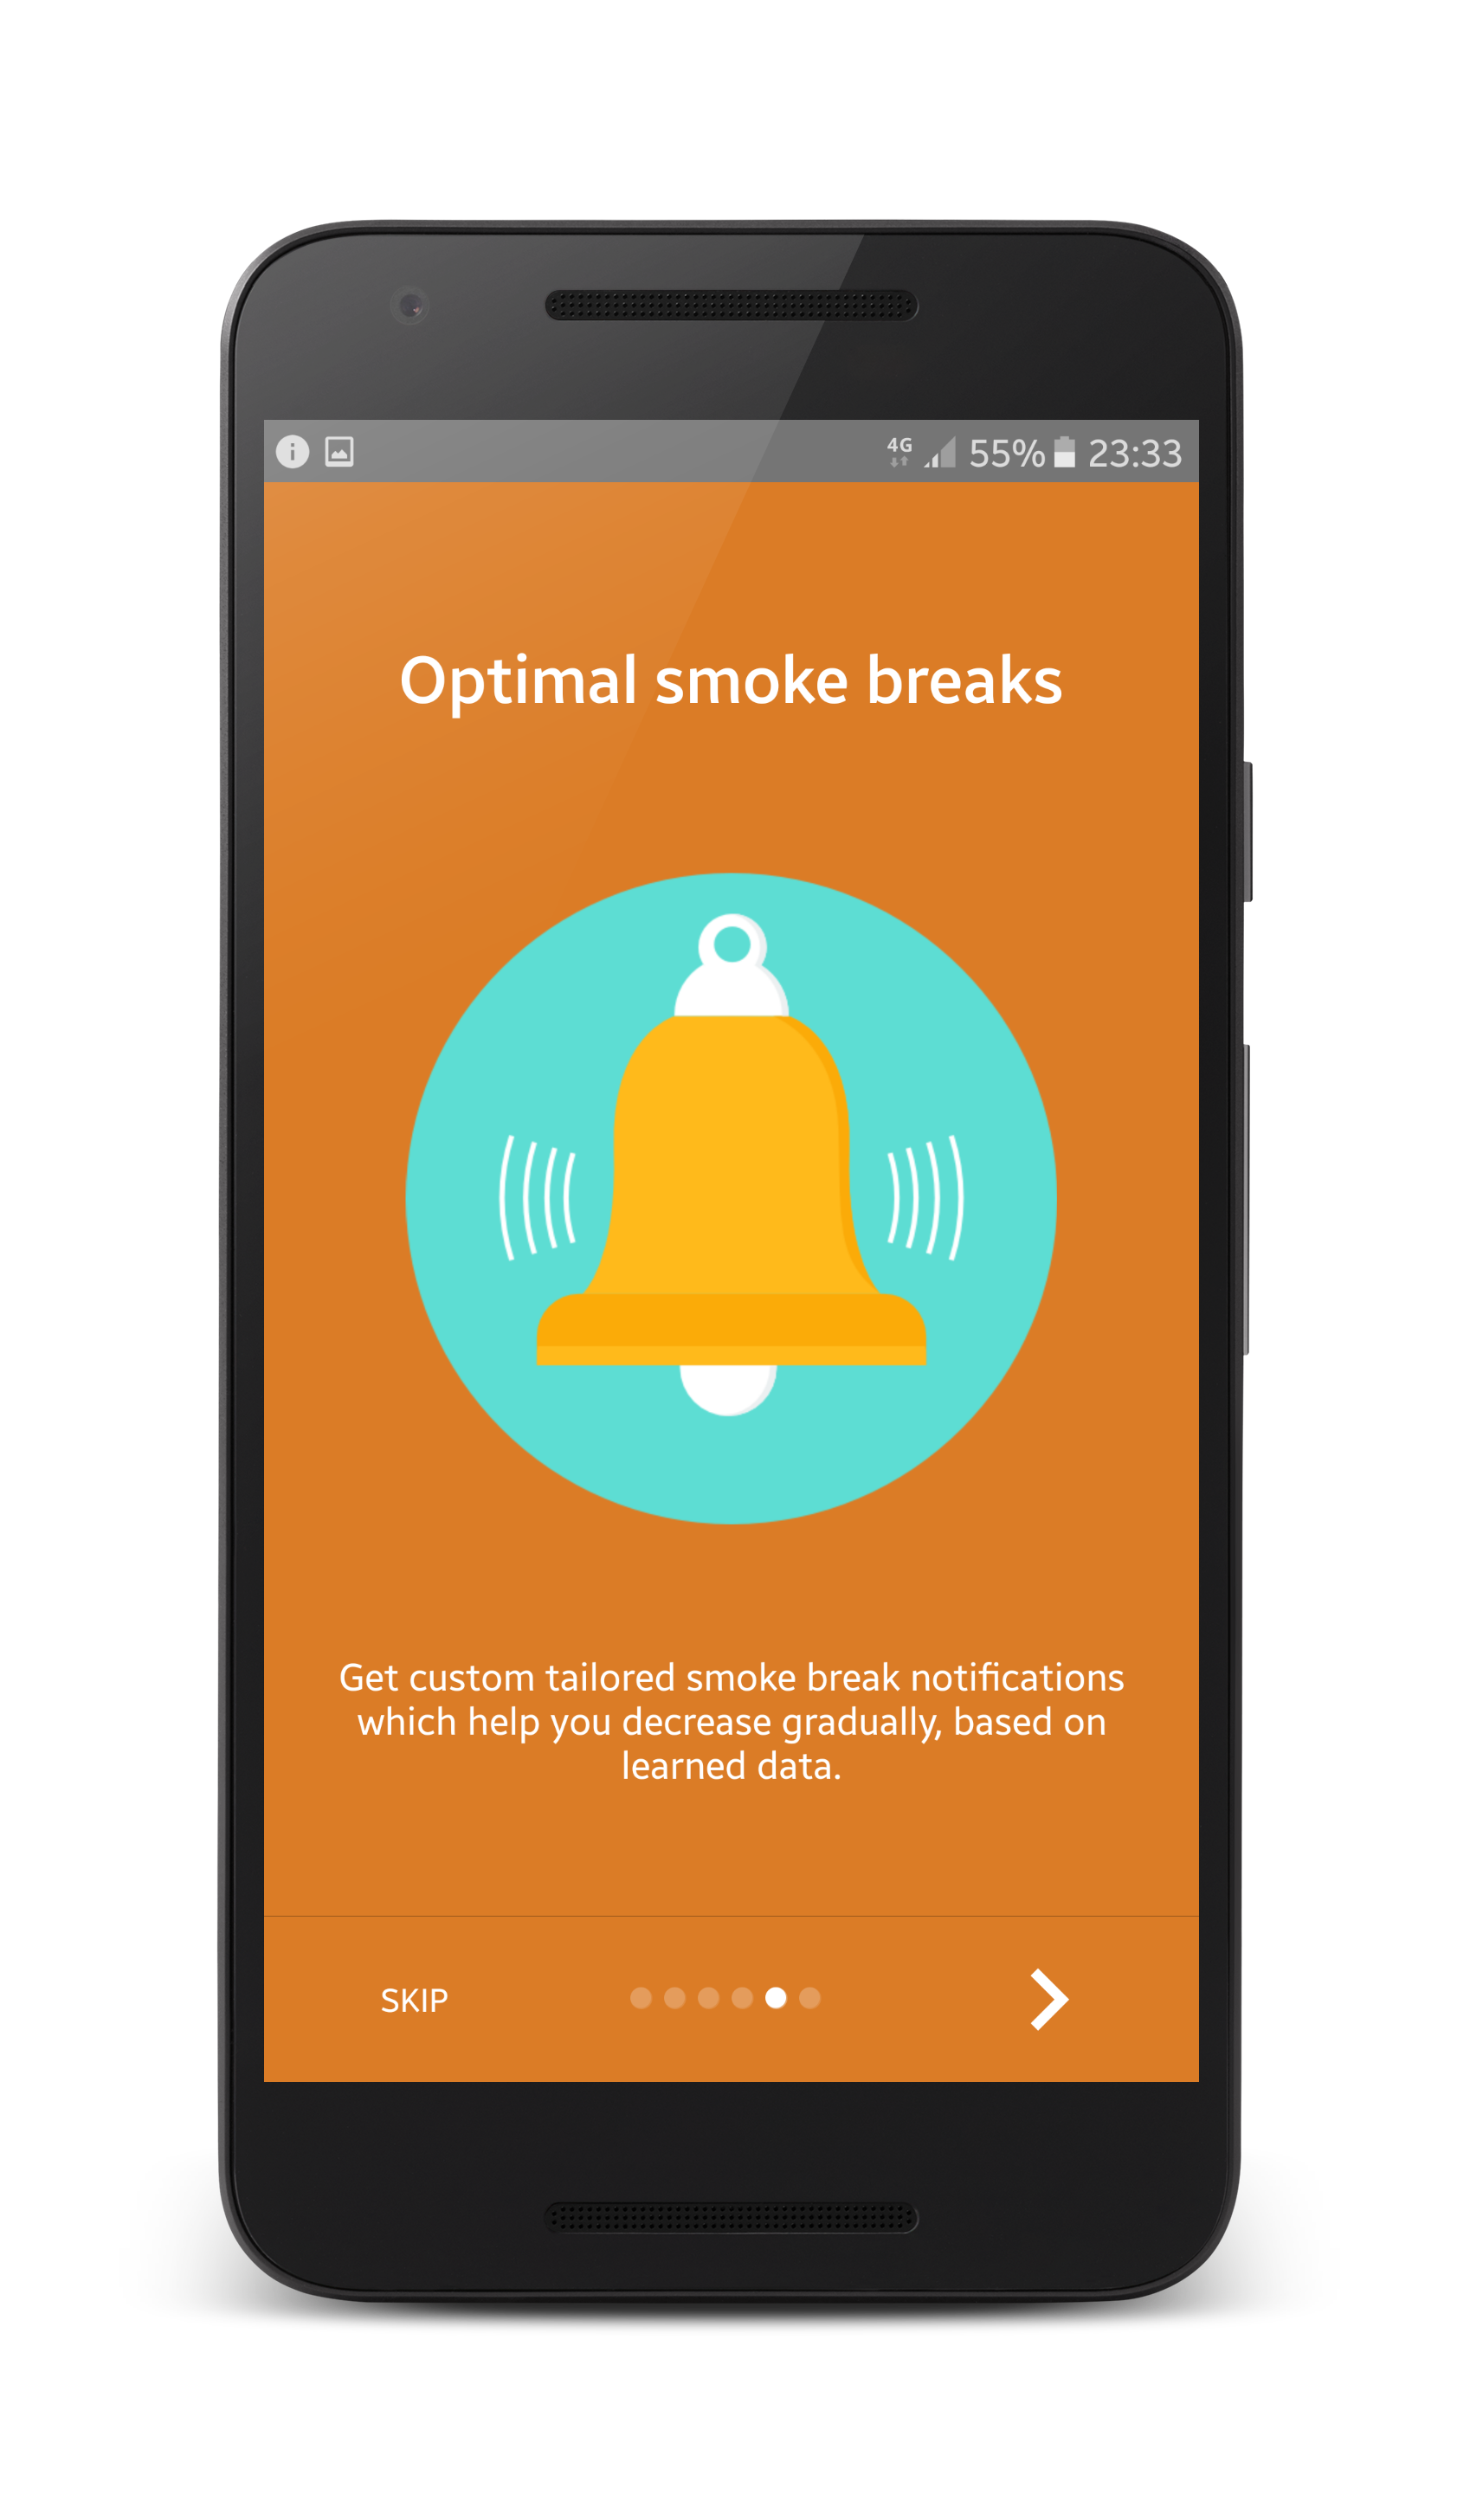 4G 55% 23:33
Optimal smoke breaks
Get custom tailored smoke break notifications
which help you decrease gradually, based on
learned data.
SKIP